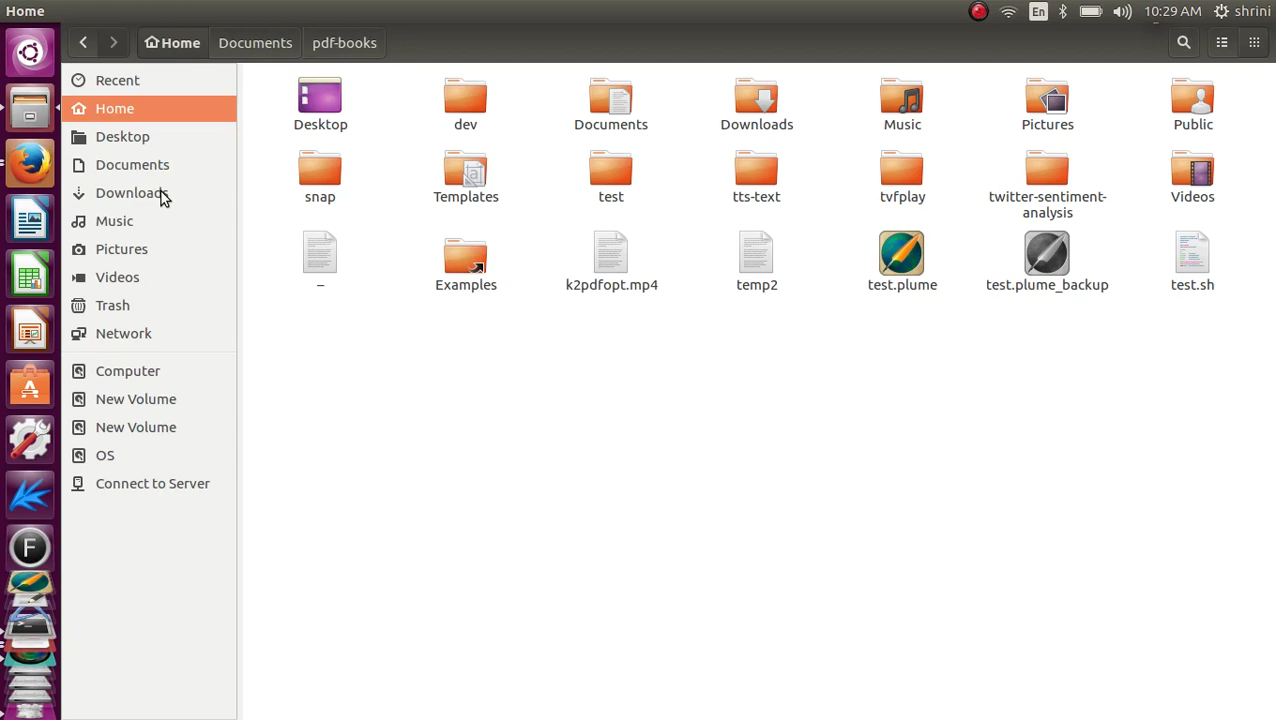 Home
En
10:29 AM
shrini
Home
Documents
pdf-books
Recent
Home
Desktop
Documents
Downloads
Music
Pictures
Videos
Trash
Network
Computer
New Volume
New Volume
OS
Connect to Server
Desktop
dev
Documents
Downloads
Music
Pictures
Public
snap
Templates
test
tts-text
tvfplay
twitter-sentiment-
analysis
Videos
–
Examples
k2pdfopt.mp4
temp2
test.plume
test.plume_backup
test.sh
F